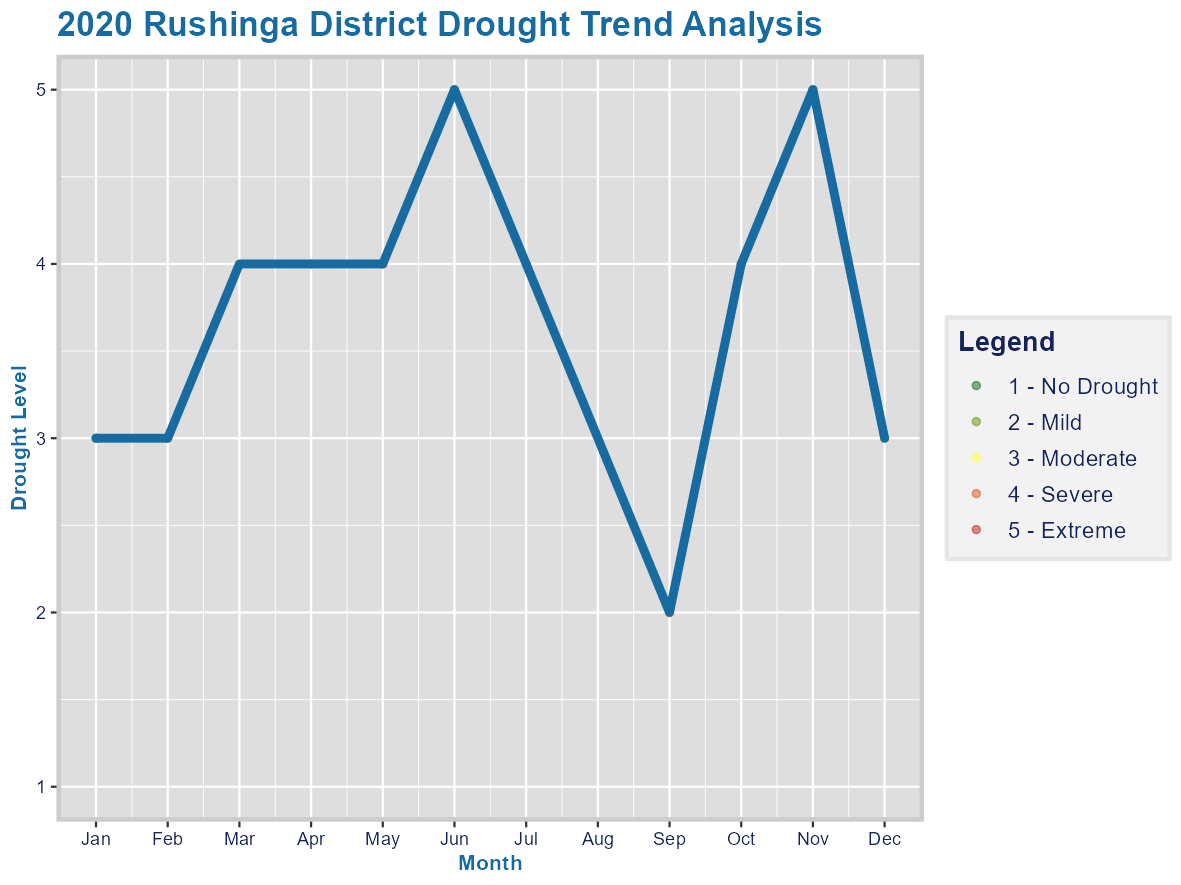 2020 Rushinga District Drought Trend Analysis
Drought Level
5
4
3
2
1
Jan Feb Mar Apr May Jun Jul Aug Sep Oct Nov Dec
Month
Legend
1 - No Drought
2 - Mild
3 - Moderate
4 - Severe
5 - Extreme